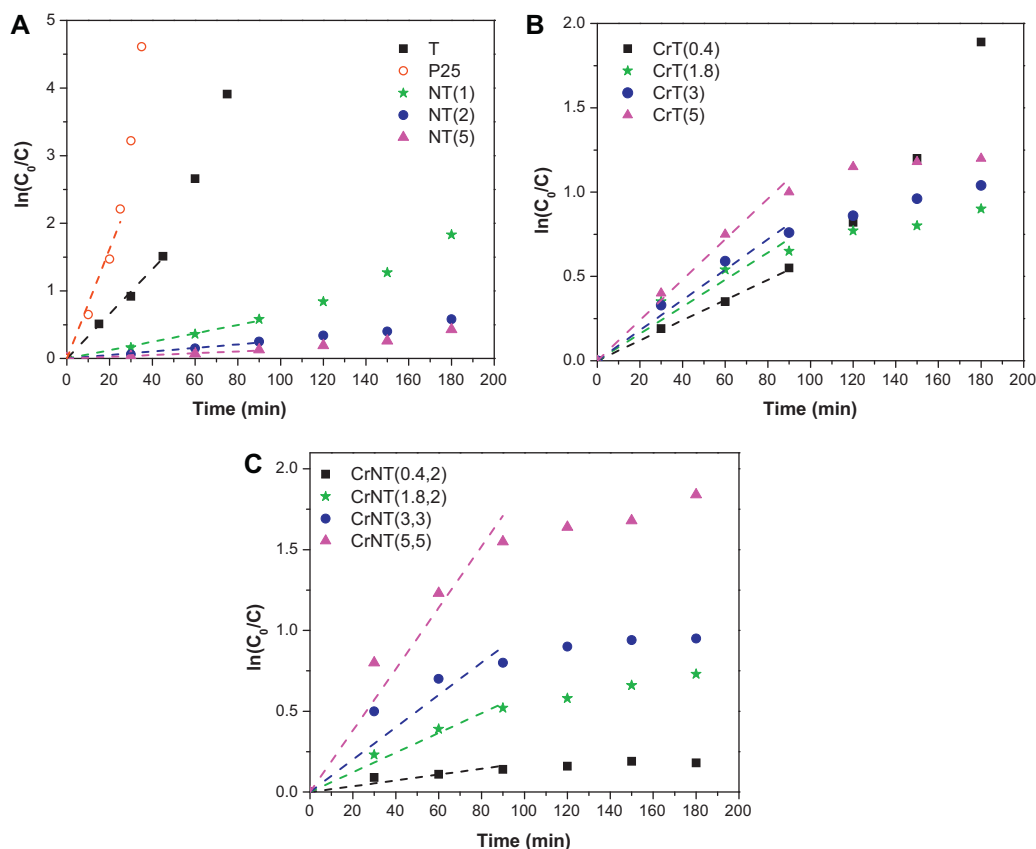 A
5
4
3
2
1
0
ln(C0/C)
0 20 40 60 80 100 120 140 160 180 200
Time (min)
T
P25
NT(1)
NT(2)
NT(5)
B
2.0
1.5
1.0
0.5
0.0
ln(C0/C)
0 20 40 60 80 100 120 140 160 180 200
Time (min)
CrT(0.4)
CrT(1.8)
CrT(3)
CrT(5)
C
2.0
1.5
1.0
0.5
0.0
ln(C0/C)
0 20 40 60 80 100 120 140 160 180 200
Time (min)
CrNT(0.4,2)
CrNT(1.8,2)
CrNT(3,3)
CrNT(5,5)